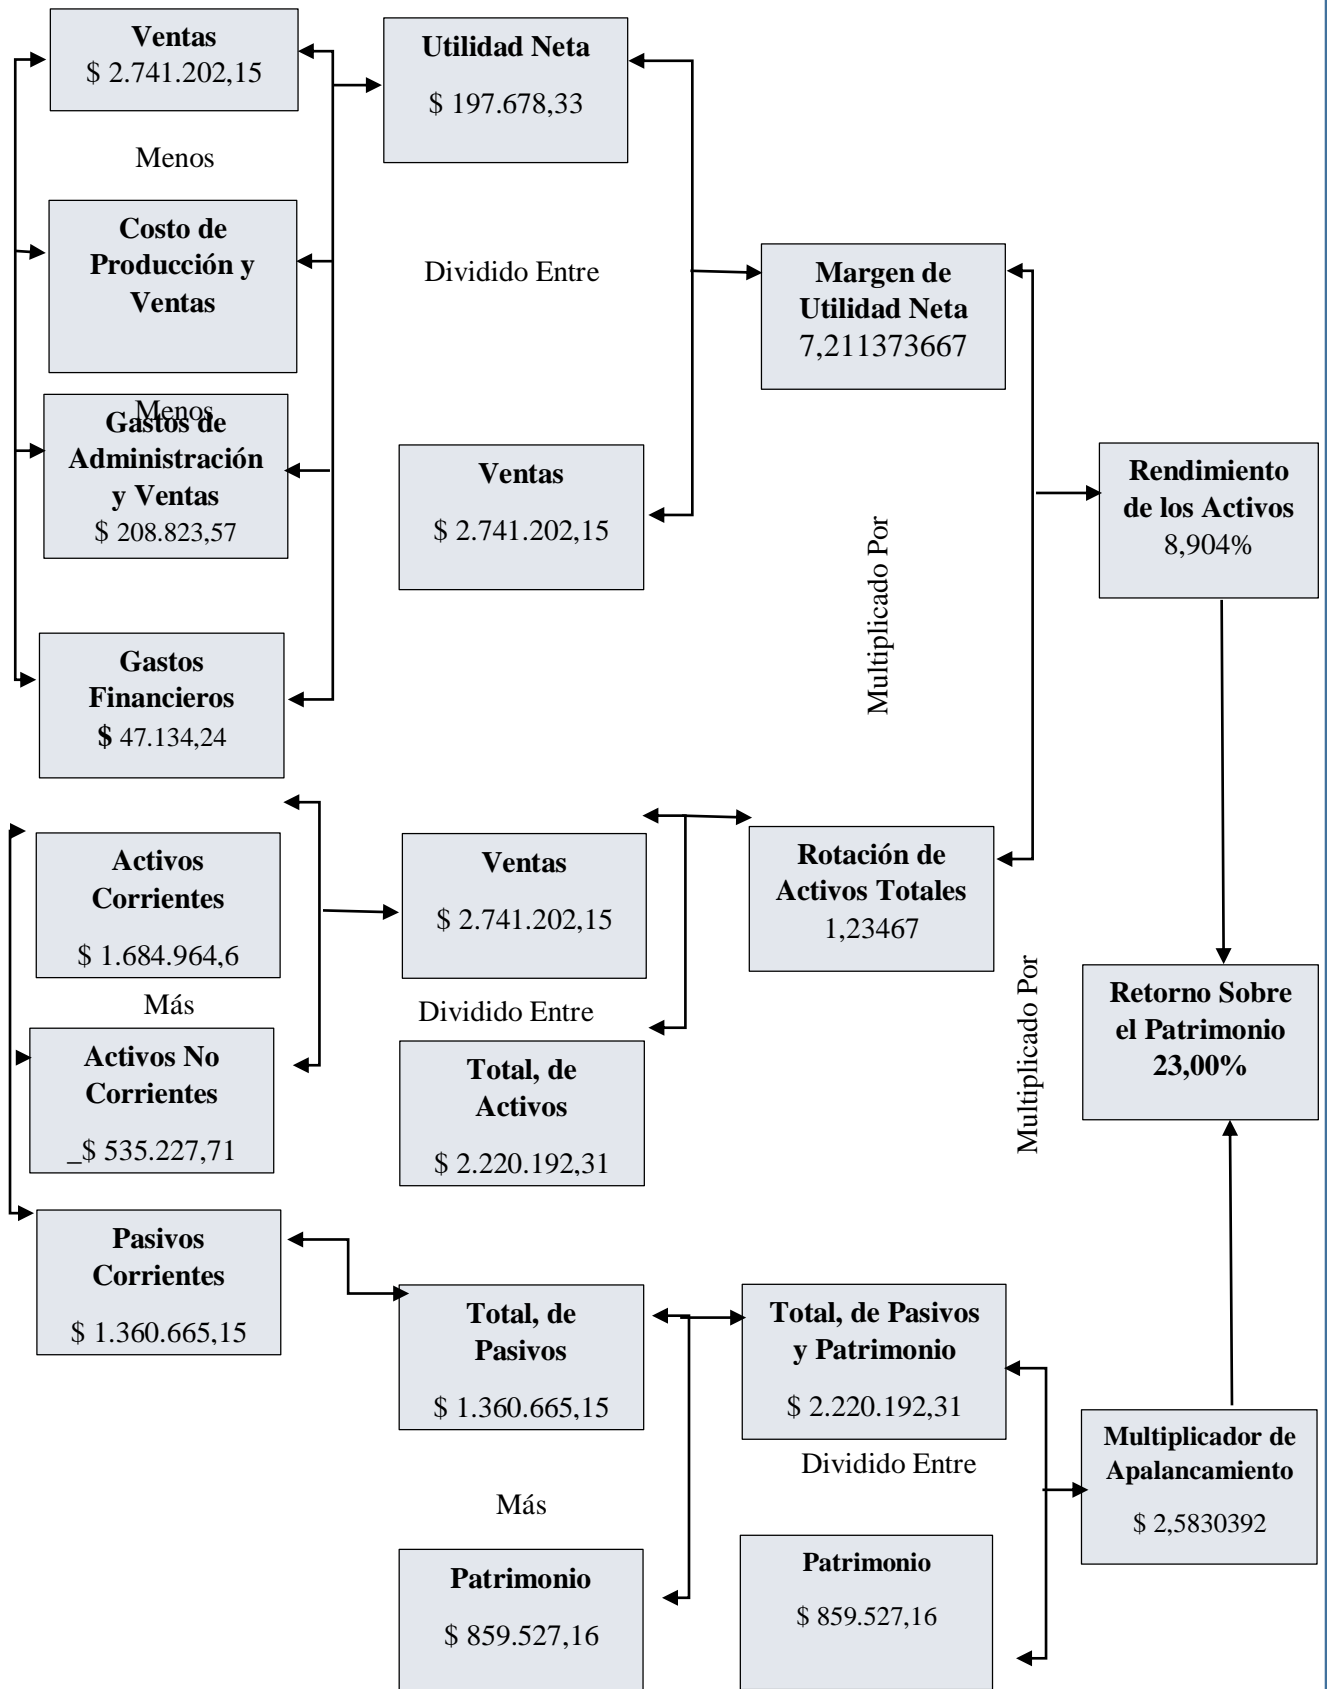 Ventas
$ 2.741.202,15
Menos
Costo de
Producción y
Ventas
Menos
Gastos de
Administración
y Ventas
$ 208.823,57
Gastos
Financieros
$ 47.134,24
Utilidad Neta
$ 197.678,33
Dividido Entre
Ventas
$ 2.741.202,15
Margen de
Utilidad Neta
7,211373667
Multiplicado Por
Rendimiento
de los Activos
8,904%
Activos
Corrientes
$ 1.684.964,6
Más
Activos No
Corrientes
_$ 535.227,71
Ventas
$ 2.741.202,15
Dividido Entre
Total, de
Activos
$ 2.220.192,31
Rotación de
Activos Totales
1,23467
Multiplicado Por
Retorno Sobre
el Patrimonio
23,00%
Pasivos
Corrientes
$ 1.360.665,15
Total, de
Pasivos
$ 1.360.665,15
Más
Patrimonio
$ 859.527,16
Total, de Pasivos
y Patrimonio
$ 2.220.192,31
Dividido Entre
Patrimonio
$ 859.527,16
Multiplicador de
Apalancamiento
$ 2,5830392